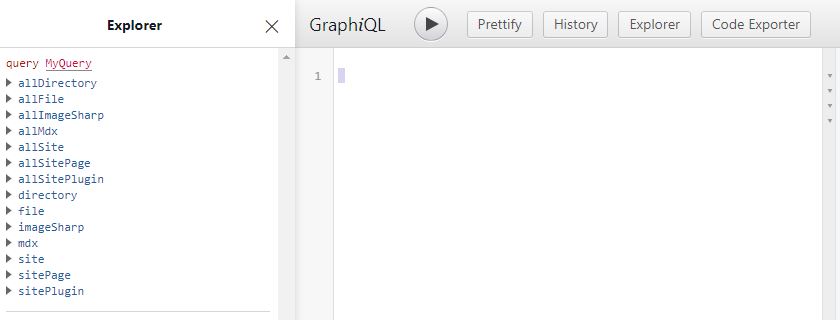 Explorer
GraphiQL
Prettify
History
Explorer
Code Exporter
query MyQuery
allDirectory
allFile
allImageSharp
allMdx
allSite
allSitePage
allSitePlugin
directory
file
imageSharp
mdx
site
sitePage
sitePlugin
1